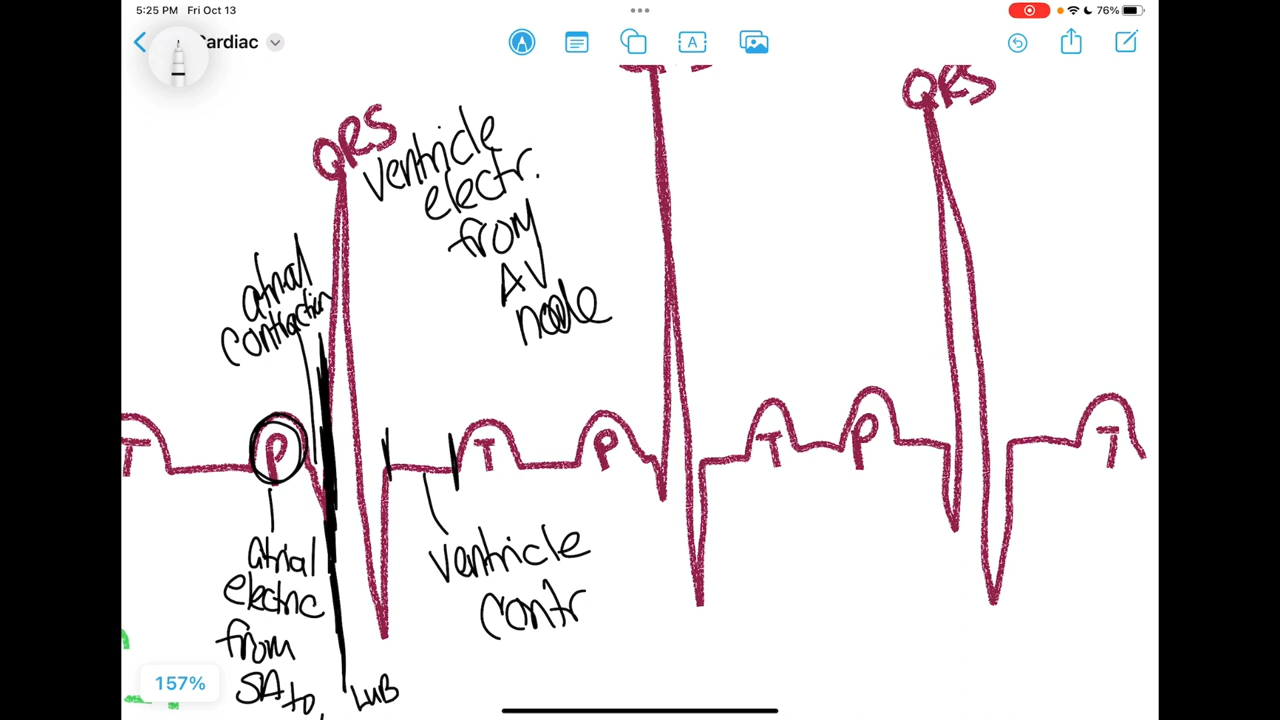 5:25 PM Fri Oct 13
76%
Cardiac
A
QRS
QRS
ventricle
electr.
from
AV
node
atrial
contraction
T
P
T
P
T
P
T
ventricle
contr
atrial
electric
from
SA to
LUB
157%